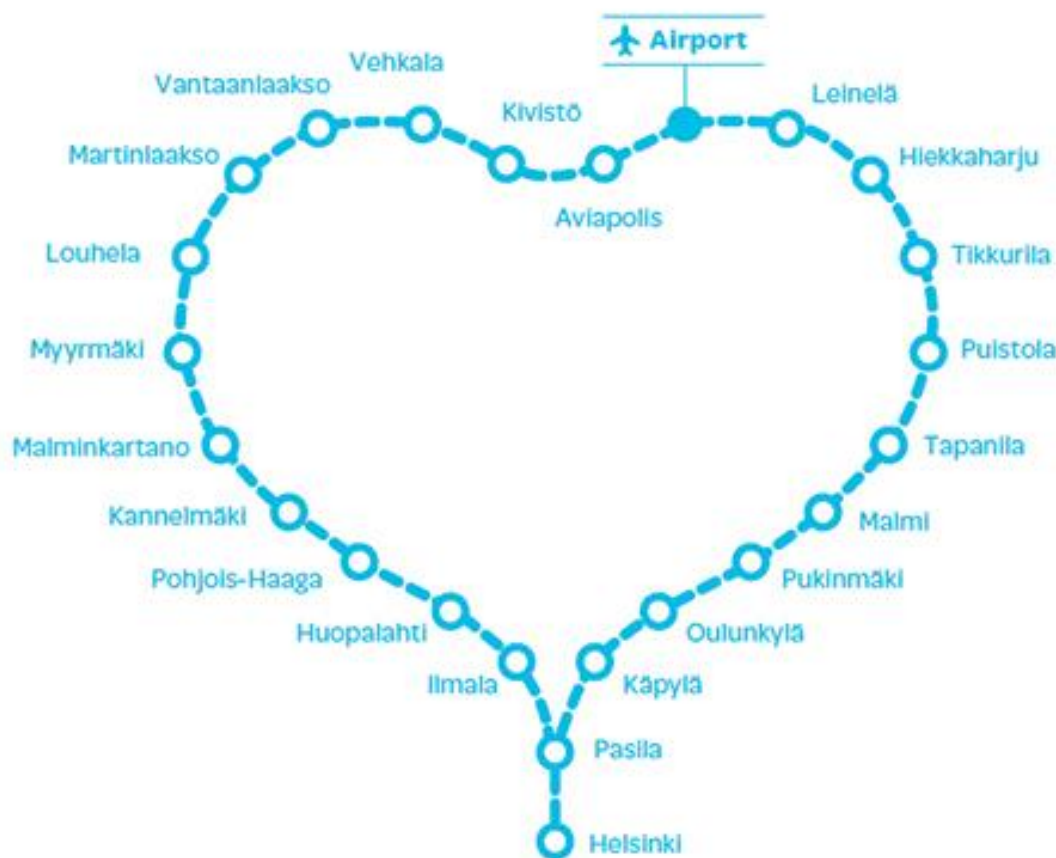 Airport
Vehkala
Leinelä
Vantaanlaakso
Kivistö
Martinlaakso
Hiekkaharju
Aviapolis
Louhela
Tikkurila
Myyrmäki
Puistola
Malminkartano
Tapanila
Kannelmäki
Malmi
Pohjois-Haaga
Pukinmäki
Huopalahti
Oulunkylä
Ilmala
Käpylä
Pasila
Helsinki